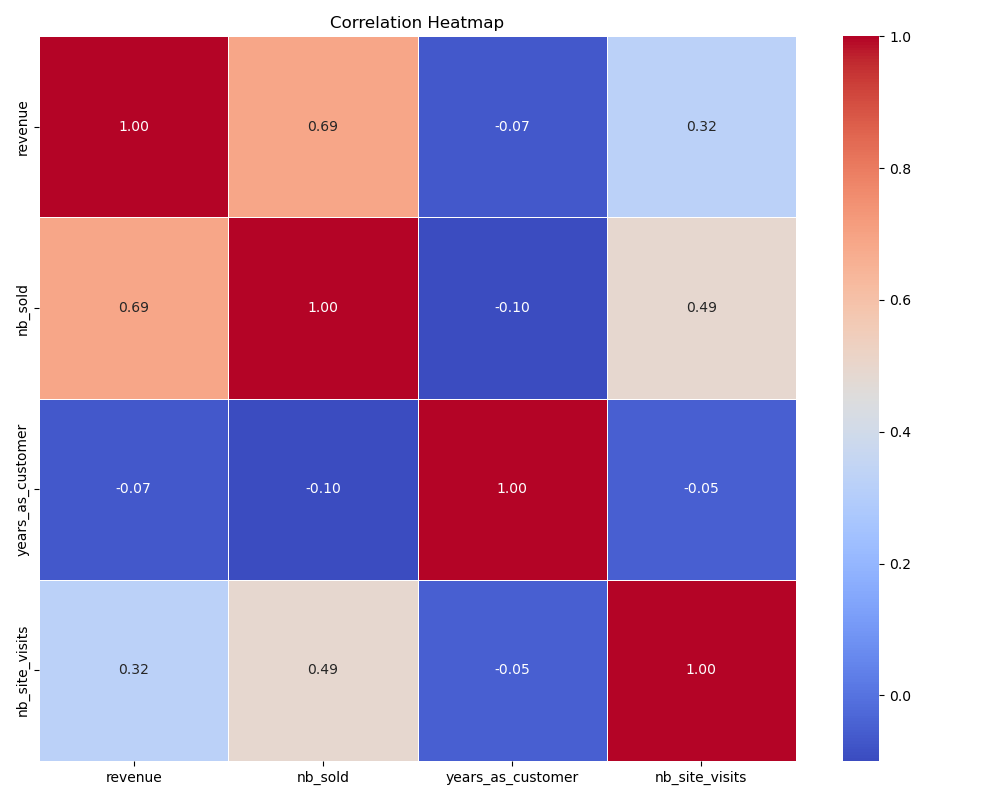 Correlation Heatmap
revenue
1.00
0.69
-0.07
0.32
nb_sold
0.69
1.00
-0.10
0.49
years_as_customer
-0.07
-0.10
1.00
-0.05
nb_site_visits
0.32
0.49
-0.05
1.00
revenue
nb_sold
years_as_customer
nb_site_visits
1.0
0.8
0.6
0.4
0.2
0.0